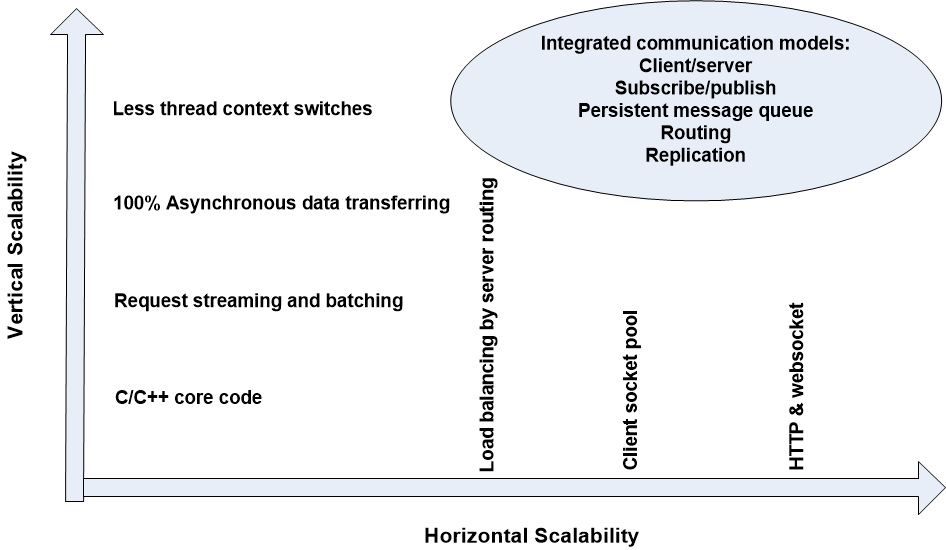 Integrated communication models:
Client/server
Subscribe/publish
Persistent message queue
Routing
Replication
Less thread context switches
100% Asynchronous data transferring
Request streaming and batching
C/C++ core code
Vertical Scalability
Load balancing by server routing
Client socket pool
HTTP & websocket
Horizontal Scalability